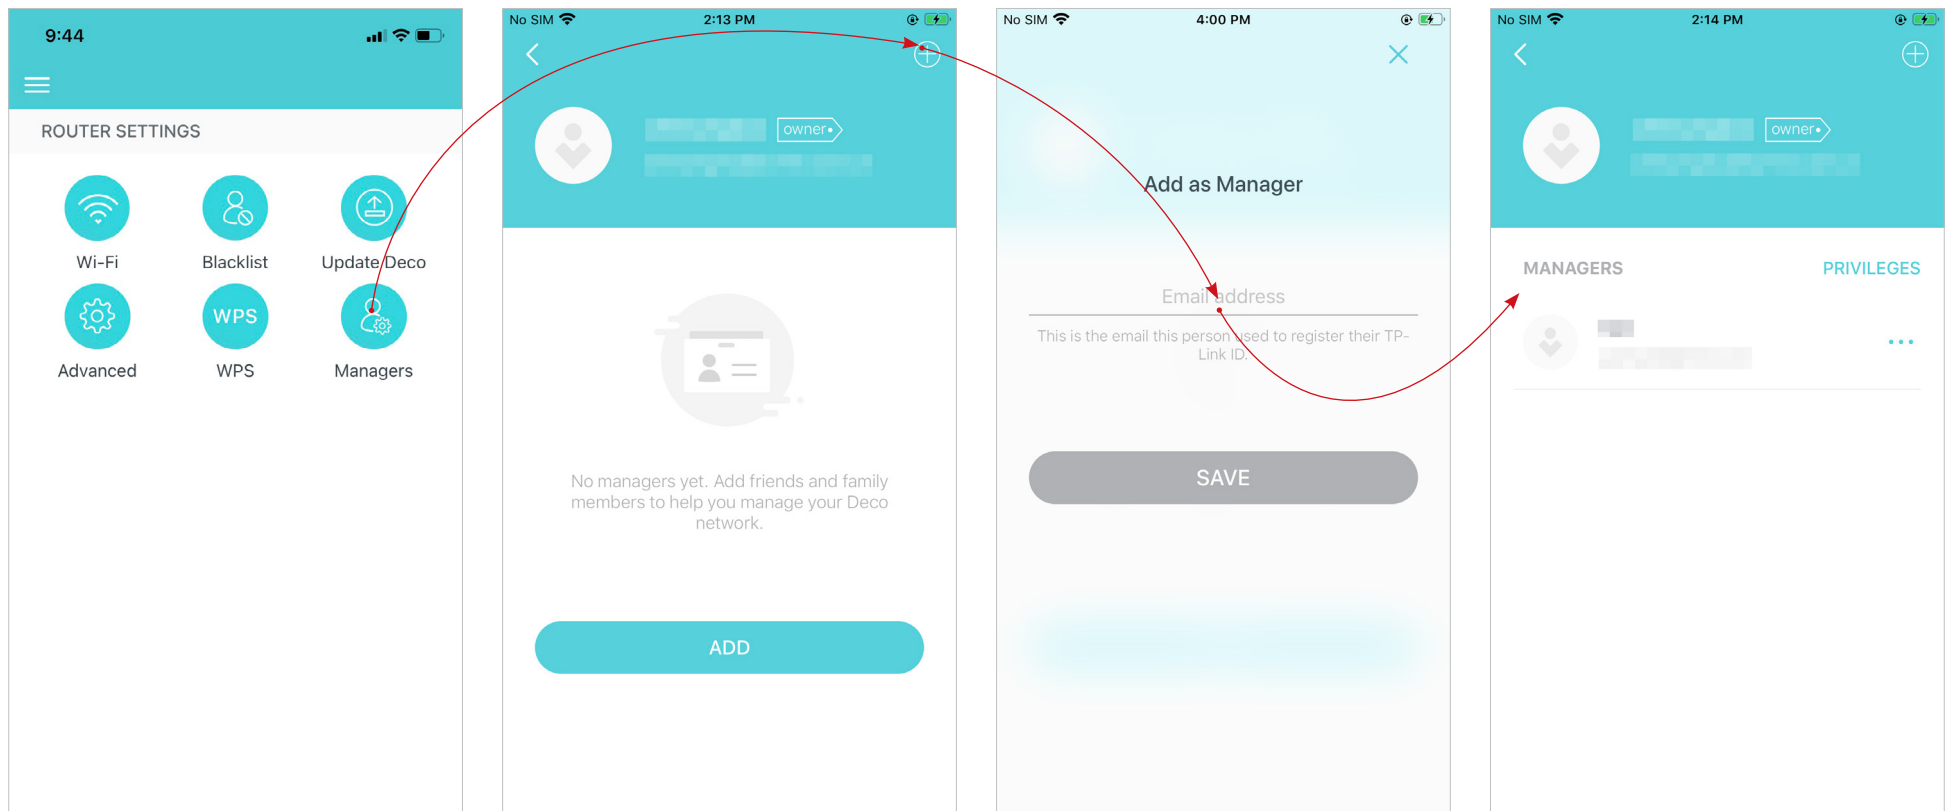 9:44
ROUTER SETTINGS
Wi-Fi
Blacklist
Update Deco
WPS
Advanced
WPS
Managers
No SIM
2:13 PM
owner
No managers yet. Add friends and family
members to help you manage your Deco
network.
ADD
No SIM
4:00 PM
Add as Manager
Email address
This is the email this person used to register their TP-
Link ID.
SAVE
No SIM
2:14 PM
owner
MANAGERS
PRIVILEGES